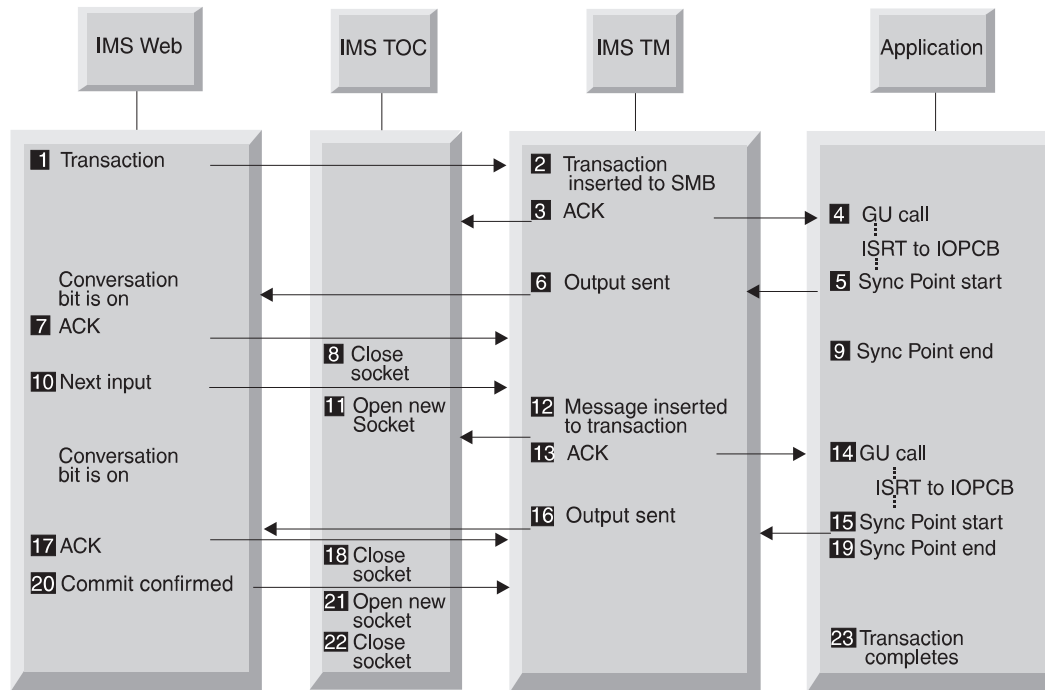 IMS Web
IMS TOC
IMS TM
Application
1 Transaction
2 Transaction
inserted to SMB
3 ACK
4 GU call
ISRT to IOPCB
Conversation
bit is on
6 Output sent
5 Sync Point start
7 ACK
8 Close
socket
9 Sync Point end
10 Next input
11 Open new
Socket
12 Message inserted
to transaction
Conversation
bit is on
13 ACK
14 GU call
ISRT to IOPCB
16 Output sent
15 Sync Point start
17 ACK
18 Close
socket
19 Sync Point end
20 Commit confirmed
21 Open new
socket
22 Close
socket
23 Transaction
completes